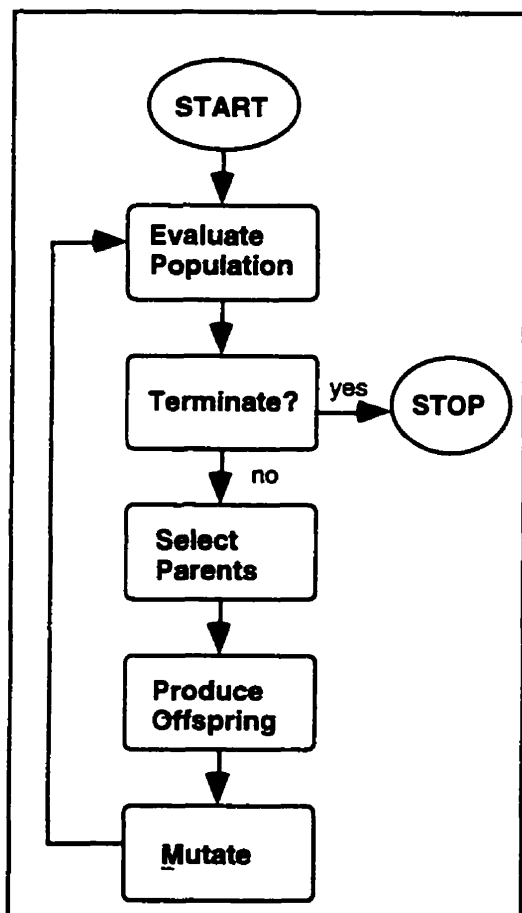 START
Evaluate
Population
Terminate?
yes
STOP
no
Select
Parents
Produce
Offspring
Mutate